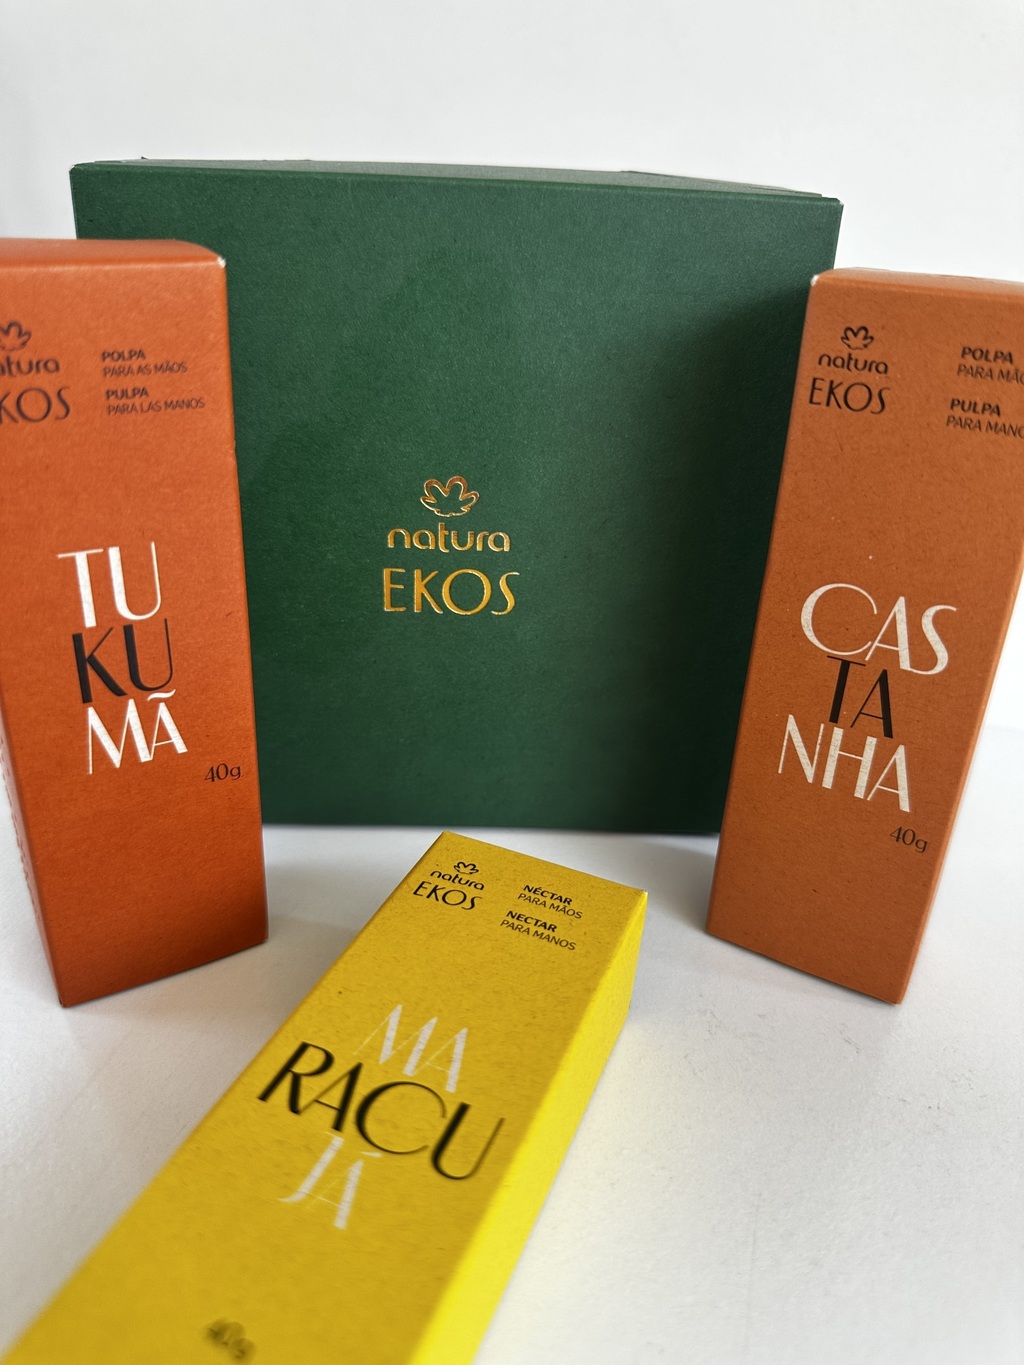 natura
EKOS
POLPA
PARA AS MÃOS
PULPA
PARA LAS MANOS
TU
KU
MÃ
40g
natura
EKOS
natura
EKOS
POLPA
PARA MÃO
PULPA
PARA MANO
CAS
TA
NHA
40g
natura
EKOS
NÉCTAR
PARA MÃOS
NECTAR
PARA MANOS
MA
RACU
JÁ
40g